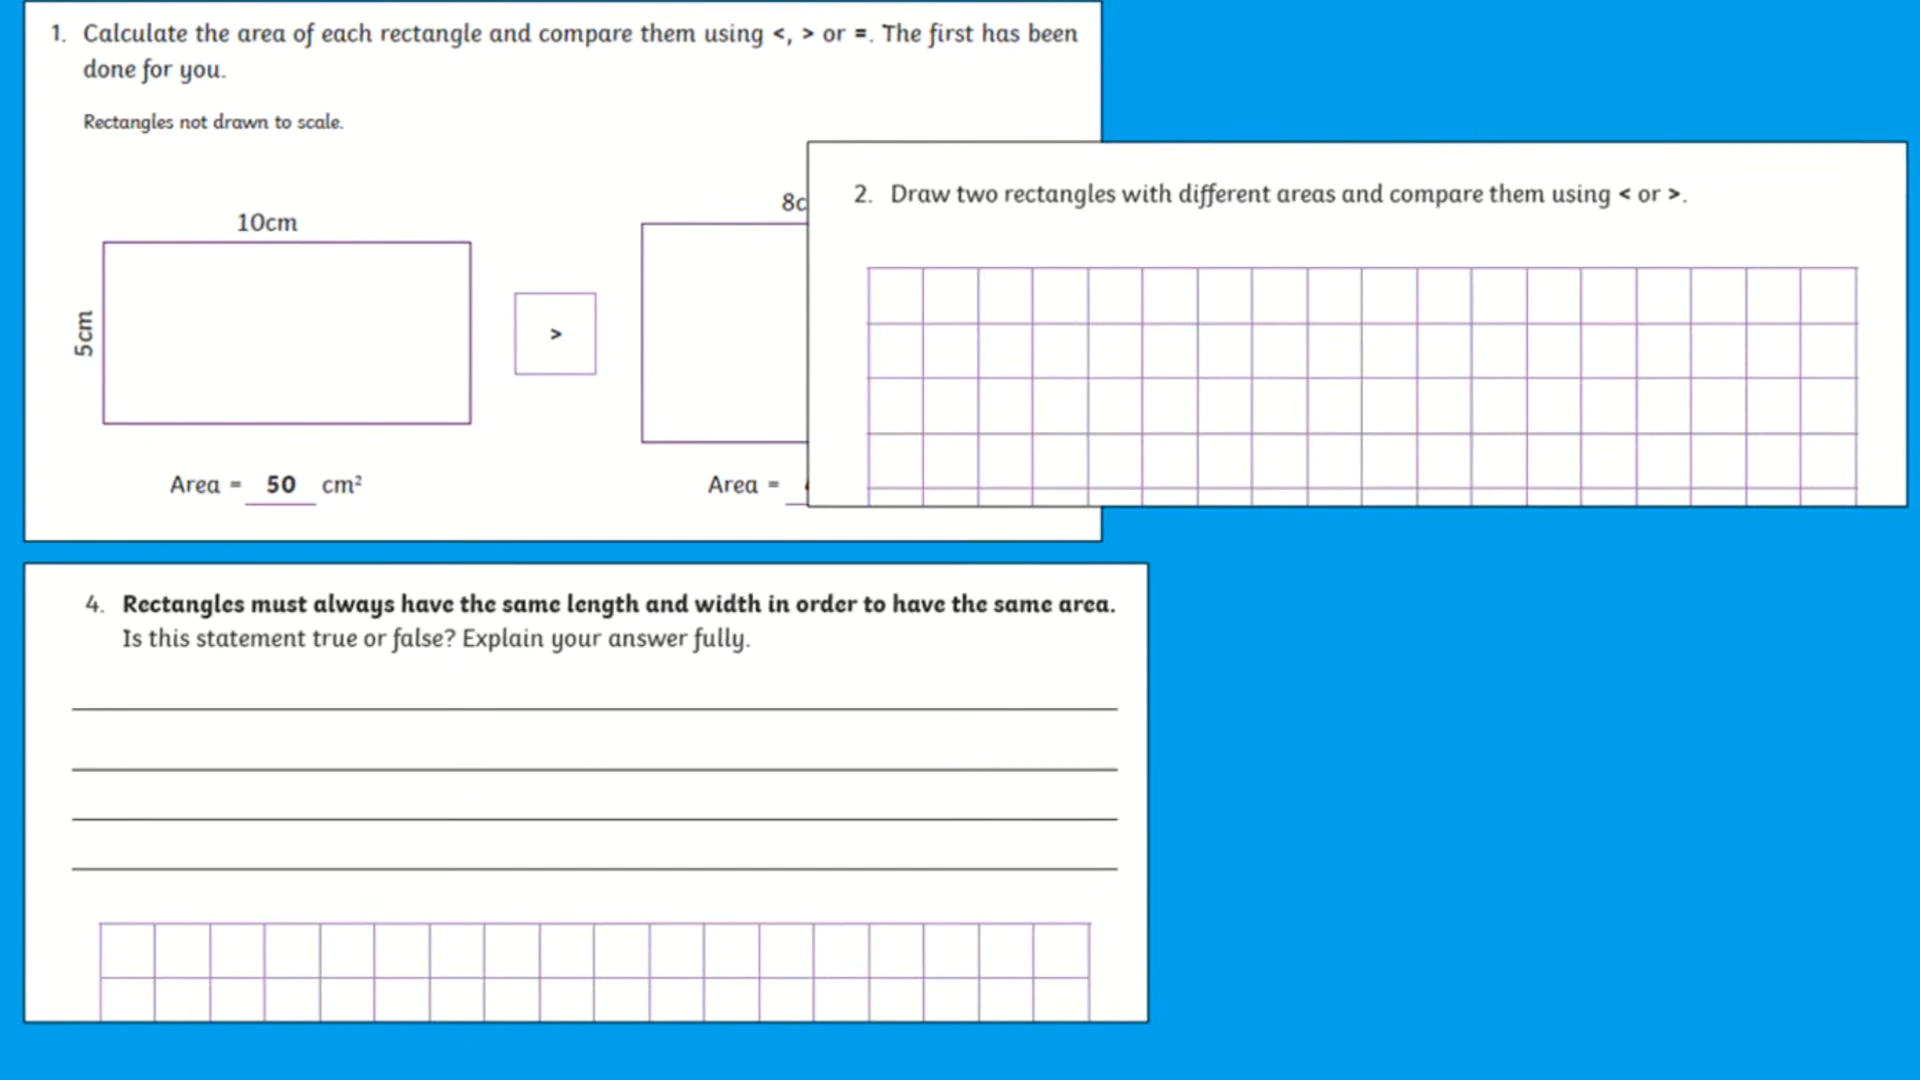 1. Calculate the area of each rectangle and compare them using <, > or =. The first has been
done for you.
Rectangles not drawn to scale.
10cm
5cm
>
8c
Area = 50 cm²
Area =
2. Draw two rectangles with different areas and compare them using < or >.
4. Rectangles must always have the same length and width in order to have the same area.
Is this statement true or false? Explain your answer fully.